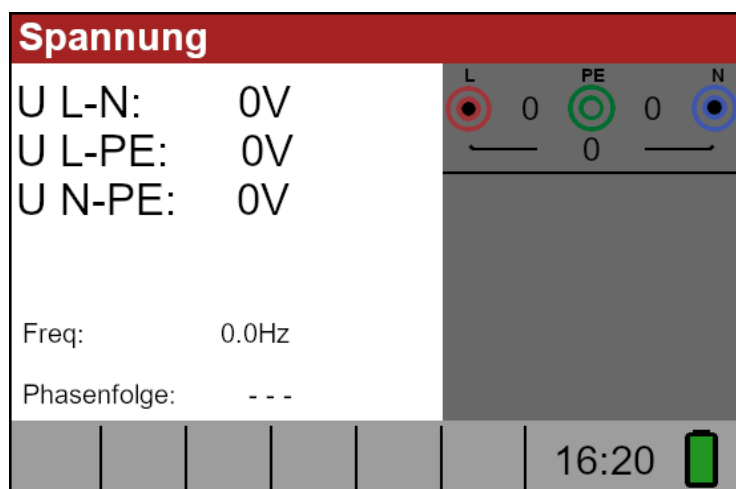 Spannung
U L-N: 0V
U L-PE: 0V
U N-PE: 0V
Freq: 0.0Hz
Phasenfolge: - - -
L PE N
0 0
0
16:20